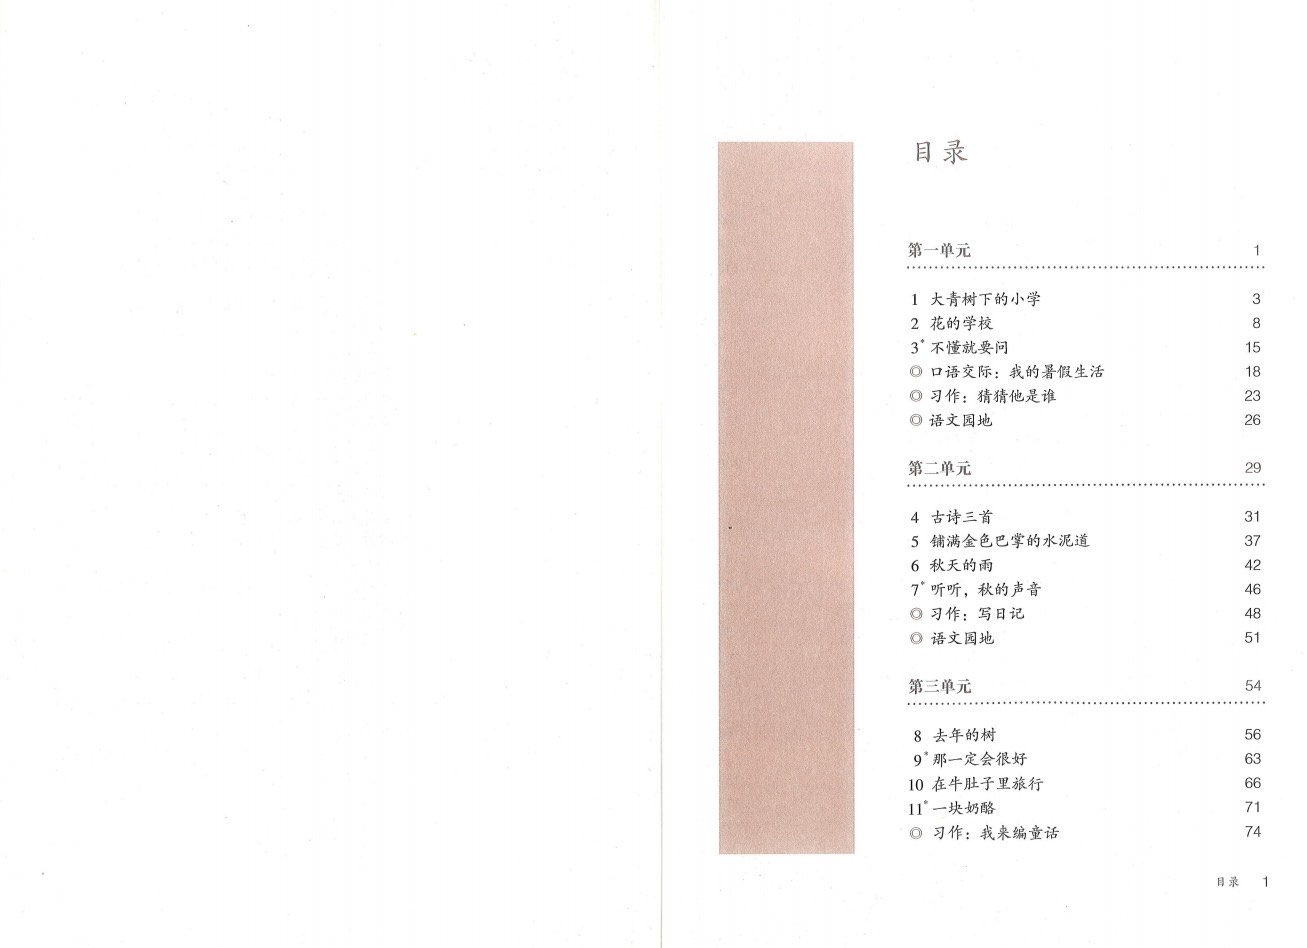 目录
第一单元 1
1 大青树下的小学 3
2 花的学校 8
3* 不懂就要问 15
◎ 口语交际：我的暑假生活 18
◎ 习作：猜猜他是谁 23
◎ 语文园地 26
第二单元 29
4 古诗三首 31
5 铺满金色巴掌的水泥道 37
6 秋天的雨 42
7* 听听，秋的声音 46
◎ 习作：写日记 48
◎ 语文园地 51
第三单元 54
8 去年的树 56
9* 那一定会很好 63
10 在牛肚子里旅行 66
11* 一块奶酪 71
◎ 习作：我来编童话 74
目录 1